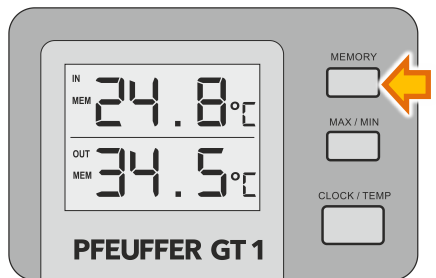 IN
MEM 24.8°C
OUT
MEM 34.5°C
PFEUFFER GT 1
MEMORY
MAX / MIN
CLOCK / TEMP